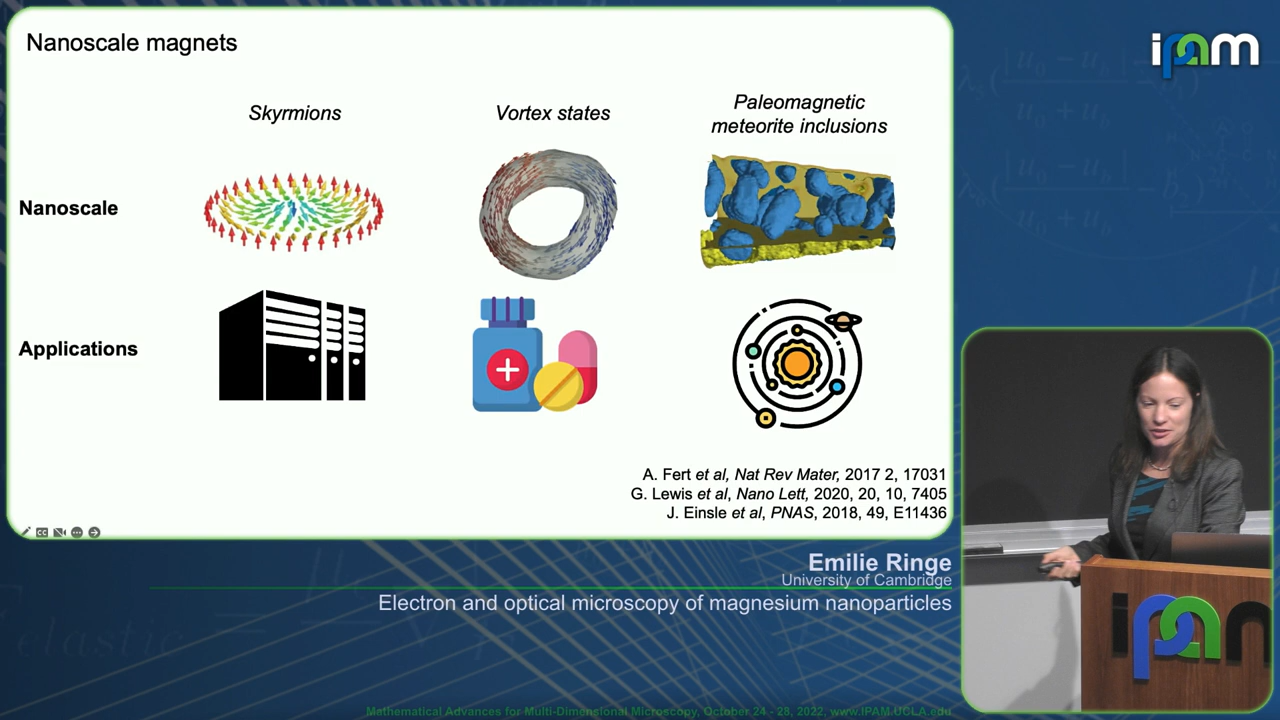 Nanoscale magnets
ipam
Skyrmions
Vortex states
Paleomagnetic
meteorite inclusions
Nanoscale
Applications
A. Fert et al, Nat Rev Mater, 2017 2, 17031
G. Lewis et al, Nano Lett, 2020, 20, 10, 7405
J. Einsle et al, PNAS, 2018, 49, E11436
Emilie Ringe
University of Cambridge
Electron and optical microscopy of magnesium nanoparticles
ipam
Mathematical Advances for Multi-Dimensional Microscopy, October 24 - 28, 2022, www.IPAM.UCLA.edu